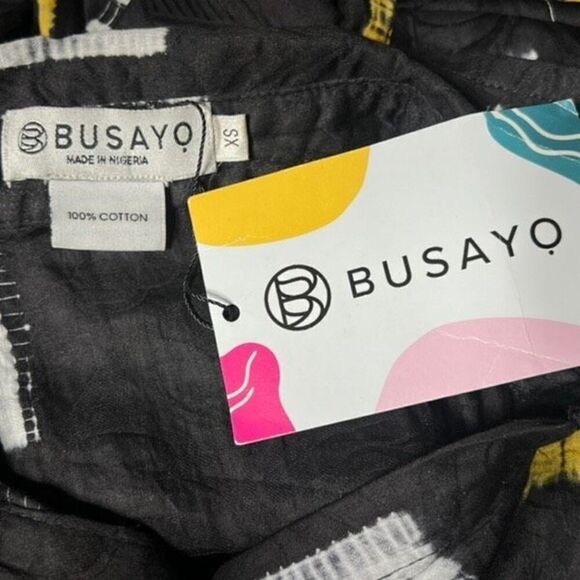 BUSAYỌ
MADE IN NIGERIA
XS
100% COTTON
BUSAYỌ